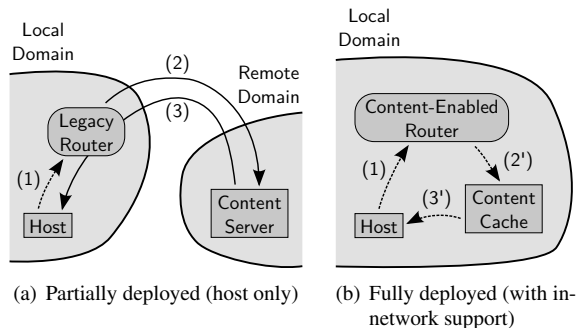 Local
Domain
(2)
(3)
Remote
Domain
Legacy
Router
(1)
Host
Content
Server
(a) Partially deployed (host only)
Local
Domain
Content-Enabled
Router
(1)
(2')
(3')
Host
Content
Cache
(b) Fully deployed (with in-
network support)